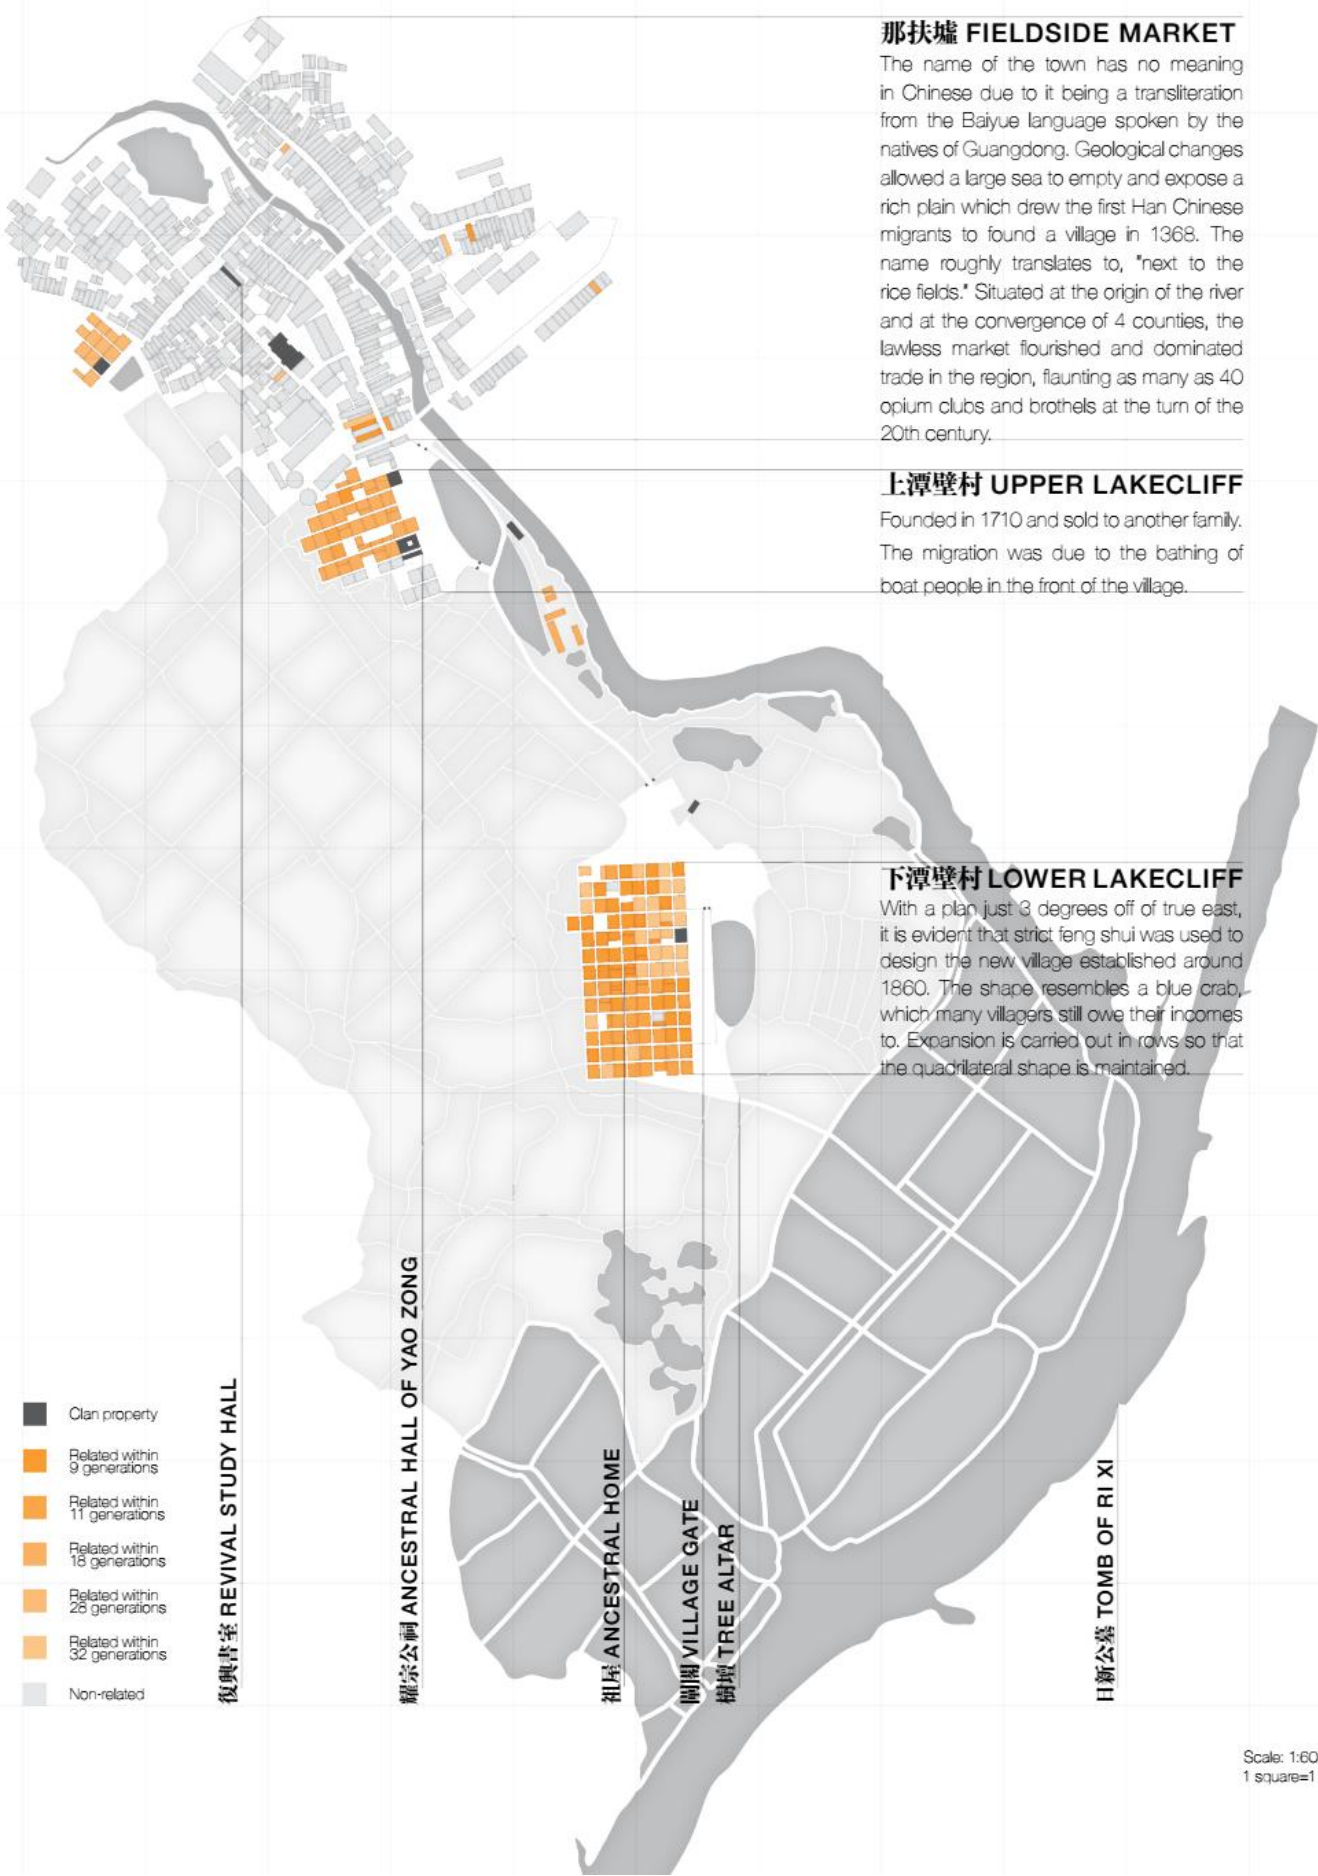 那扶墟 FIELDSIDE MARKET
The name of the town has no meaning
in Chinese due to it being a transliteration
from the Baiyue language spoken by the
natives of Guangdong. Geological changes
allowed a large sea to empty and expose a
rich plain which drew the first Han Chinese
migrants to found a village in 1368. The
name roughly translates to, "next to the
rice fields." Situated at the origin of the river
and at the convergence of 4 counties, the
lawless market flourished and dominated
trade in the region, flaunting as many as 40
opium clubs and brothels at the turn of the
20th century.
上潭壁村 UPPER LAKECLIFF
Founded in 1710 and sold to another family.
The migration was due to the bathing of
boat people in the front of the village.
下潭壁村 LOWER LAKECLIFF
With a plan just 3 degrees off of true east,
it is evident that strict feng shui was used to
design the new village established around
1860. The shape resembles a blue crab,
which many villagers still owe their incomes
to. Expansion is carried out in rows so that
the quadrilateral shape is maintained.
Clan property
Related within
9 generations
Related within
11 generations
Related within
18 generations
Related within
28 generations
Related within
32 generations
Non-related
復興書室 REVIVAL STUDY HALL
耀宗公祠 ANCESTRAL HALL OF YAO ZONG
祖屋 ANCESTRAL HOME
VILLAGE GATE
樹壇 TREE ALTAR
日新公墓 TOMB OF RI XI
Scale: 1:60
1 square=1